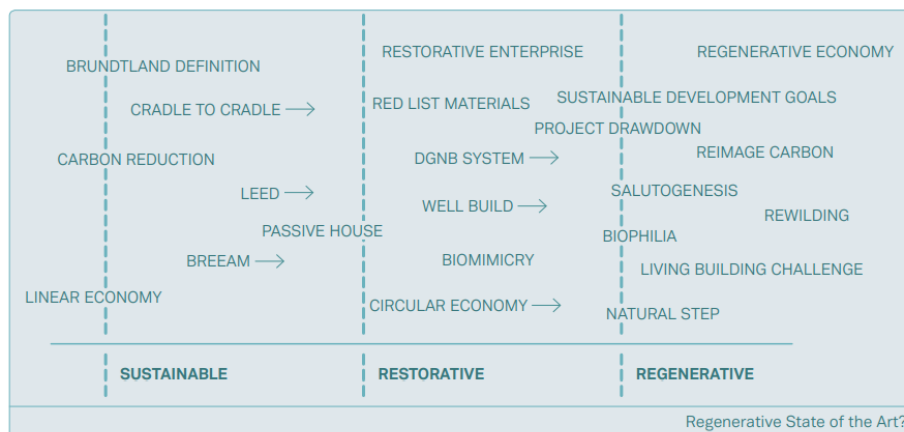 RESTORATIVE ENTERPRISE
REGENERATIVE ECONOMY
BRUNDTLAND DEFINITION
CRADLE TO CRADLE →
RED LIST MATERIALS
SUSTAINABLE DEVELOPMENT GOALS
PROJECT DRAWDOWN
CARBON REDUCTION
DGNB SYSTEM →
REIMAGE CARBON
LEED →
SALUTOGENESIS
WELL BUILD →
REWILDING
PASSIVE HOUSE
BIOPHILIA
BREEAM →
BIOMIMICRY
LIVING BUILDING CHALLENGE
LINEAR ECONOMY
CIRCULAR ECONOMY →
NATURAL STEP
SUSTAINABLE
RESTORATIVE
REGENERATIVE
Regenerative State of the Art?